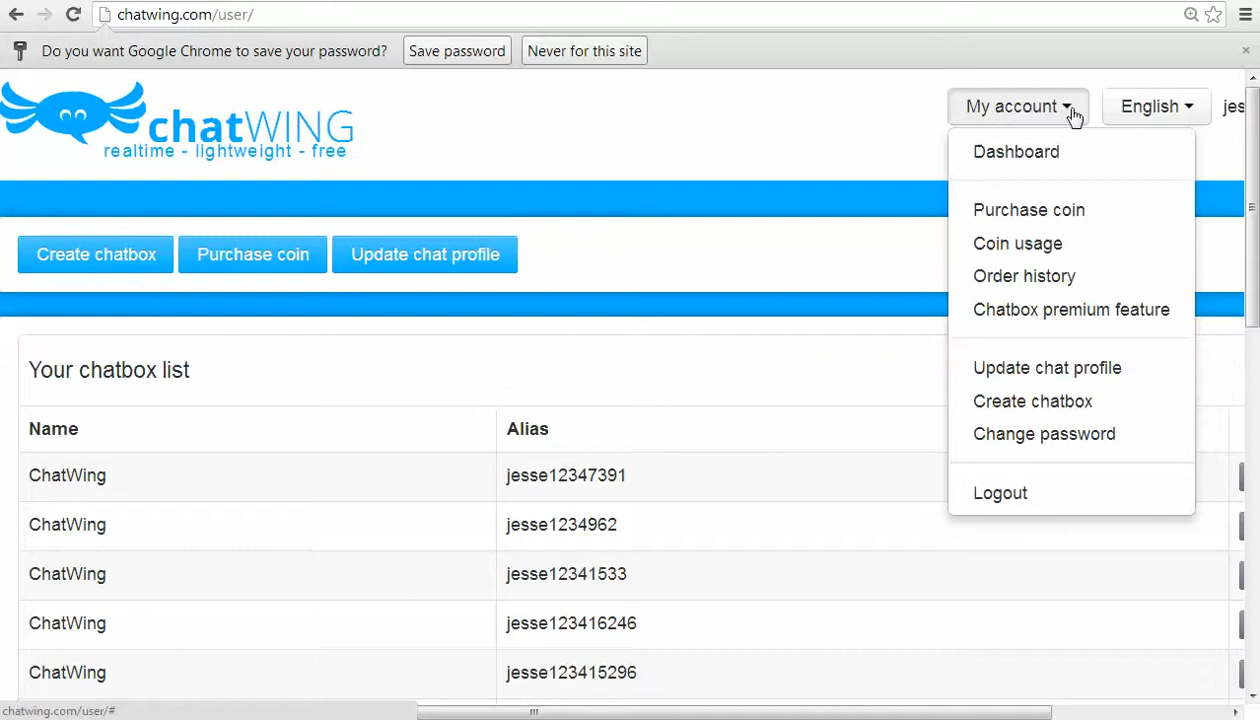 chatwing.com/user/
Do you want Google Chrome to save your password? Save password Never for this site
chatWING
realtime - lightweight - free
My account English jes
Dashboard
Purchase coin
Coin usage
Order history
Chatbox premium feature
Update chat profile
Create chatbox
Change password
Logout
Create chatbox Purchase coin Update chat profile
Your chatbox list
Name Alias
ChatWing jesse12347391
ChatWing jesse1234962
ChatWing jesse12341533
ChatWing jesse123416246
ChatWing jesse123415296
chatwing.com/user/#